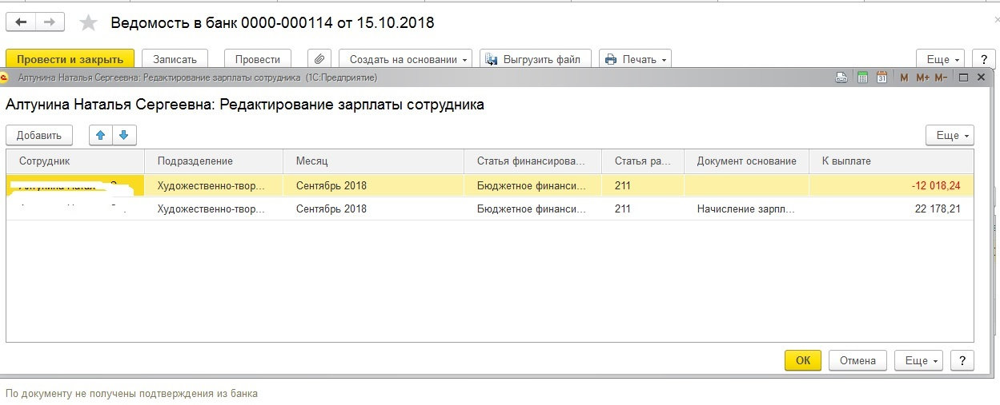 Ведомость в банк 0000-000114 от 15.10.2018
Провести и закрыть Записать Провести Создать на основании Выгрузить файл Печать Еще ?
Алтунина Наталья Сергеевна: Редактирование зарплаты сотрудника (1С:Предприятие) M M+ M-
Алтунина Наталья Сергеевна: Редактирование зарплаты сотрудника
Добавить Еще
Сотрудник Подразделение Месяц Статья финансирова... Статья ра... Документ основание К выплате
Художественно-твор... Сентябрь 2018 Бюджетное финанси... 211 -12 018,24
Художественно-твор... Сентябрь 2018 Бюджетное финанси... 211 Начисление зарпл... 22 178,21
ОК Отмена Еще ?
По документу не получены подтверждения из банка